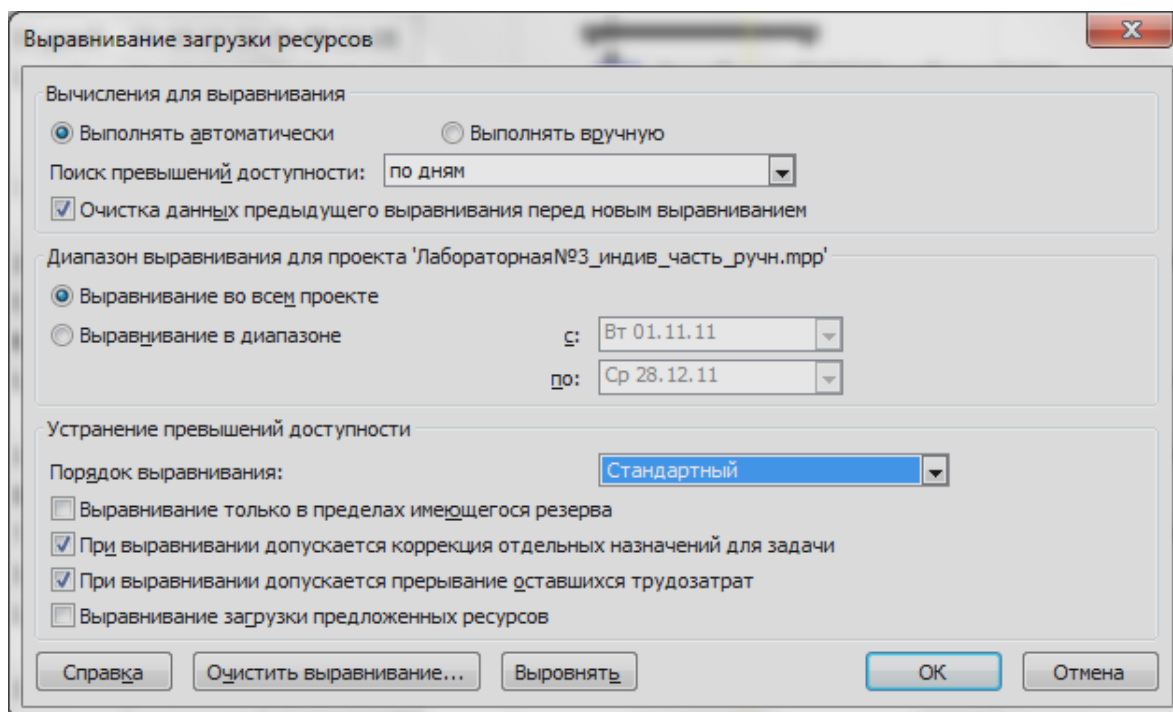 Выравнивание загрузки ресурсов
Вычисления для выравнивания
Выполнять автоматически Выполнять вручную
Поиск превышений доступности: по дням
Очистка данных предыдущего выравнивания перед новым выравниванием
Диапазон выравнивания для проекта 'Лабораторная№3_индив_часть_ручн.mpp'
Выравнивание во всем проекте
Выравнивание в диапазоне с: Вт 01.11.11
по: Ср 28.12.11
Устранение превышений доступности
Порядок выравнивания: Стандартный
Выравнивание только в пределах имеющегося резерва
При выравнивании допускается коррекция отдельных назначений для задачи
При выравнивании допускается прерывание оставшихся трудозатрат
Выравнивание загрузки предложенных ресурсов
Справка Очистить выравнивание... Выровнять ОК Отмена